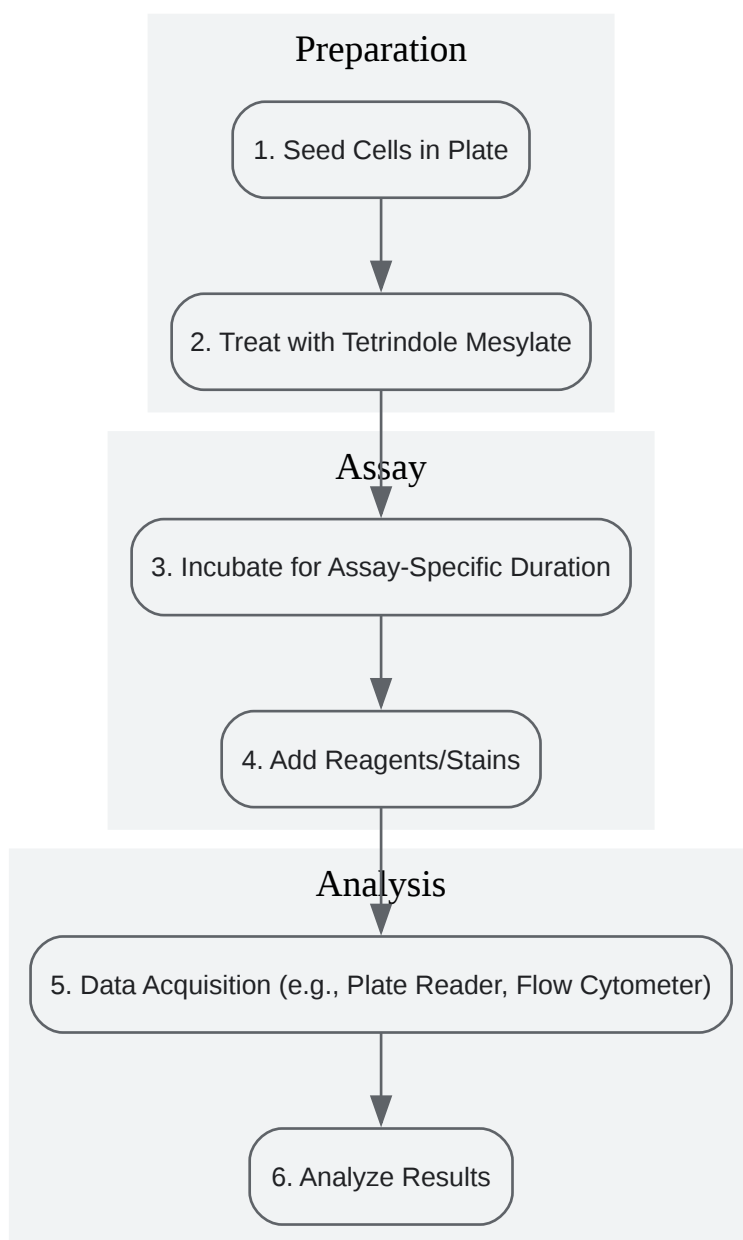 Preparation
1. Seed Cells in Plate
2. Treat with Tetrindole Mesylate
Assay
3. Incubate for Assay-Specific Duration
4. Add Reagents/Stains
Analysis
5. Data Acquisition (e.g., Plate Reader, Flow Cytometer)
6. Analyze Results